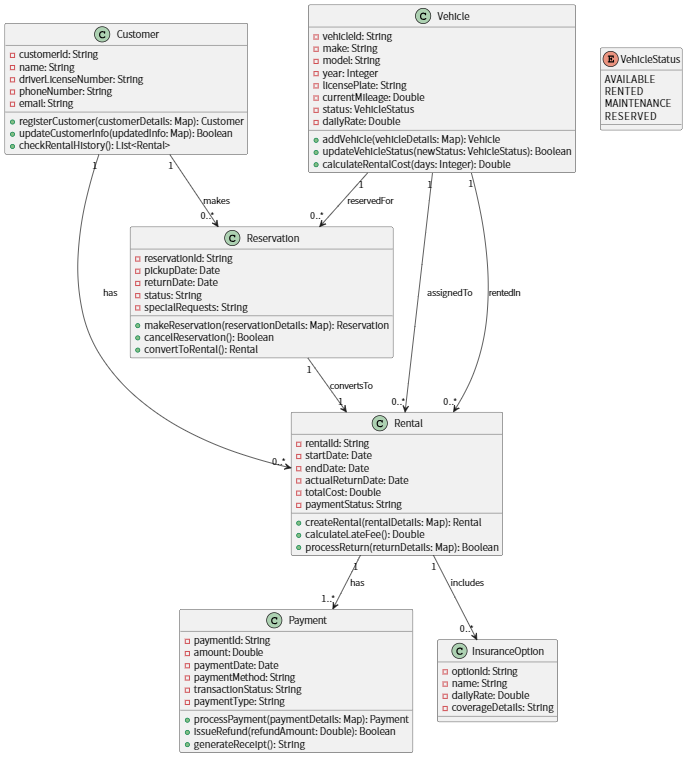 C Customer
customerId: String
name: String
driverLicenseNumber: String
phoneNumber: String
email: String
registerCustomer(customerDetails: Map): Customer
updateCustomerInfo(updatedInfo: Map): Boolean
checkRentalHistory(): List<Rental>
C Vehicle
vehicleId: String
make: String
model: String
year: Integer
licensePlate: String
currentMileage: Double
status: VehicleStatus
dailyRate: Double
addVehicle(vehicleDetails: Map): Vehicle
updateVehicleStatus(newStatus: VehicleStatus): Boolean
calculateRentalCost(days: Integer): Double
E VehicleStatus
AVAILABLE
RENTED
MAINTENANCE
RESERVED
1
1
1
1
1
makes
reservedFor
0..*
0..*
C Reservation
reservationId: String
pickupDate: Date
returnDate: Date
status: String
specialRequests: String
makeReservation(reservationDetails: Map): Reservation
cancelReservation(): Boolean
convertToRental(): Rental
has
assignedTo
rentedIn
1
convertsTo
1
0..*
0..*
0..*
C Rental
rentalId: String
startDate: Date
endDate: Date
actualReturnDate: Date
totalCost: Double
paymentStatus: String
createRental(rentalDetails: Map): Rental
calculateLateFee(): Double
processReturn(returnDetails: Map): Boolean
1
1
has
includes
1..*
0..*
C Payment
paymentId: String
amount: Double
paymentDate: Date
paymentMethod: String
transactionStatus: String
paymentType: String
processPayment(paymentDetails: Map): Payment
issueRefund(refundAmount: Double): Boolean
generateReceipt(): String
C InsuranceOption
optionId: String
name: String
dailyRate: Double
coverageDetails: String